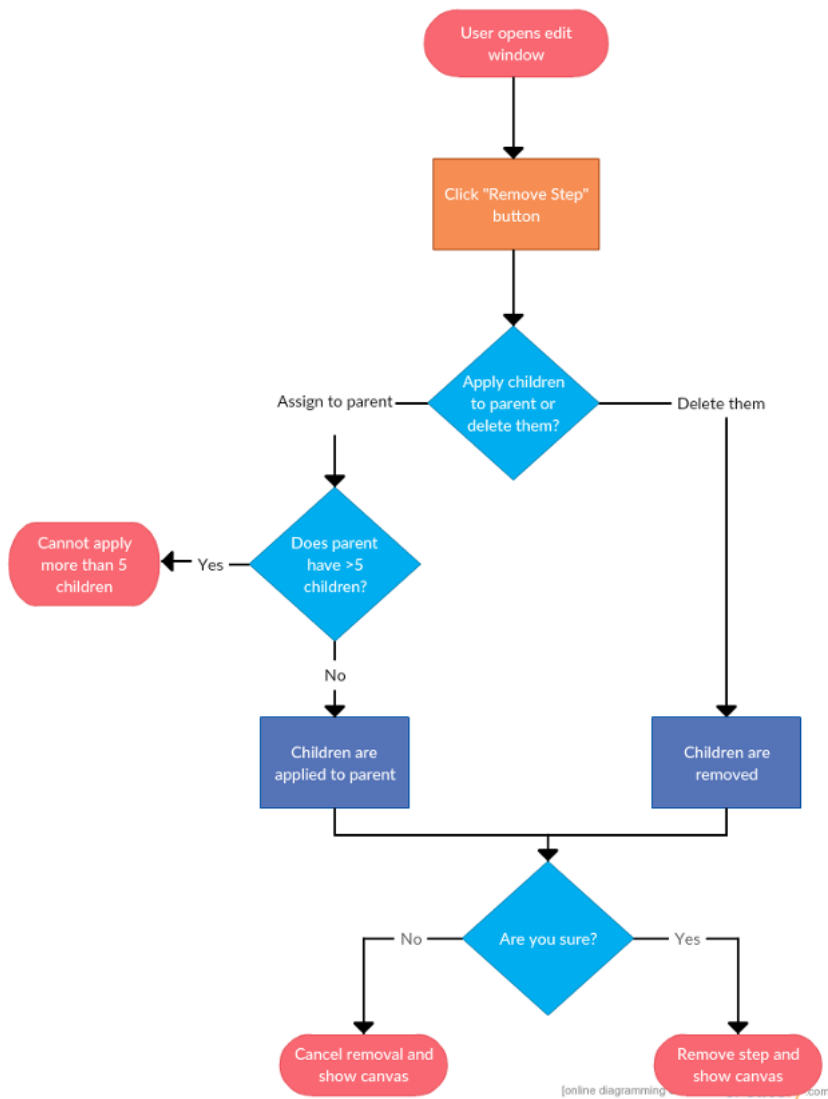 User opens edit
window
Click "Remove Step"
button
Apply children
to parent or
delete them?
Assign to parent
Delete them
Does parent
have >5
children?
Yes
Cannot apply
more than 5
children
No
Children are
applied to parent
Children are
removed
Are you sure?
No
Yes
Cancel removal and
show canvas
Remove step and
show canvas
[online diagramming
.com